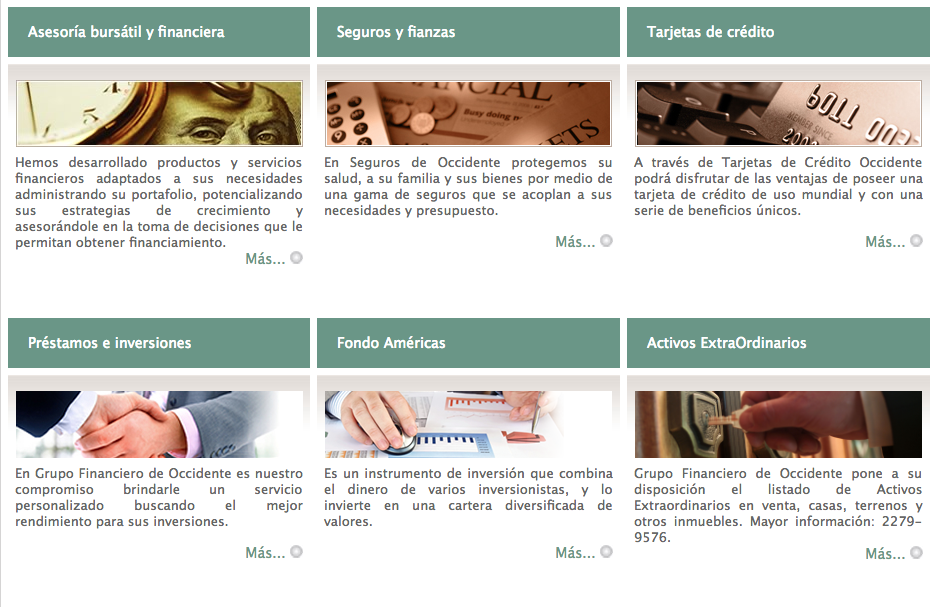 Asesoría bursátil y financiera
Hemos desarrollado productos y servicios
financieros adaptados a sus necesidades
administrando su portafolio, potencializando
sus estrategias de crecimiento y
asesorándole en la toma de decisiones que le
permitan obtener financiamiento.
Más...
Seguros y fianzas
NCIAL
Busy doing n
ETS
En Seguros de Occidente protegemos su
salud, a su familia y sus bienes por medio de
una gama de seguros que se acoplan a sus
necesidades y presupuesto.
Más...
Tarjetas de crédito
MEMBER SINCE
A través de Tarjetas de Crédito Occidente
podrá disfrutar de las ventajas de poseer una
tarjeta de crédito de uso mundial y con una
serie de beneficios únicos.
Más...
Préstamos e inversiones
En Grupo Financiero de Occidente es nuestro
compromiso brindarle un servicio
personalizado buscando el mejor
rendimiento para sus inversiones.
Más...
Fondo Américas
Es un instrumento de inversión que combina
el dinero de varios inversionistas, y lo
invierte en una cartera diversificada de
valores.
Más...
Activos ExtraOrdinarios
Grupo Financiero de Occidente pone a su
disposición el listado de Activos
Extraordinarios en venta, casas, terrenos y
otros inmuebles. Mayor información: 2279-
9576.
Más...